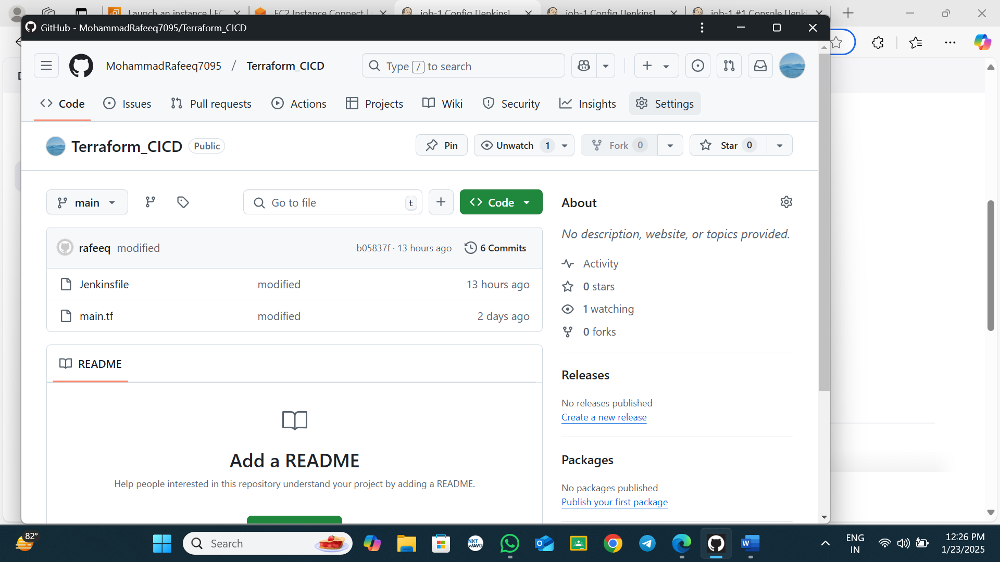 Launch an instance | EC
EC2 Instance Connect |
job-1 Config [Jenkins]
job-1 Config [Jenkins]
job-1 #1 Console [Jenki
GitHub - MohammadRafeeq7095/Terraform_CICD
MohammadRafeeq7095 / Terraform_CICD
Type / to search
Code
Issues
Pull requests
Actions
Projects
Wiki
Security
Insights
Settings
Terraform_CICD Public
Pin
Unwatch 1
Fork 0
Star 0
main
Go to file t
Code
rafeeq modified b05837f · 13 hours ago 6 Commits
Jenkinsfile modified 13 hours ago
main.tf modified 2 days ago
README
Add a README
Help people interested in this repository understand your project by adding a README.
About
No description, website, or topics provided.
Activity
0 stars
1 watching
0 forks
Releases
No releases published
Create a new release
Packages
No packages published
Publish your first package
82°
Search
NXT
WAVE
ENG
IN
12:26 PM
1/23/2025